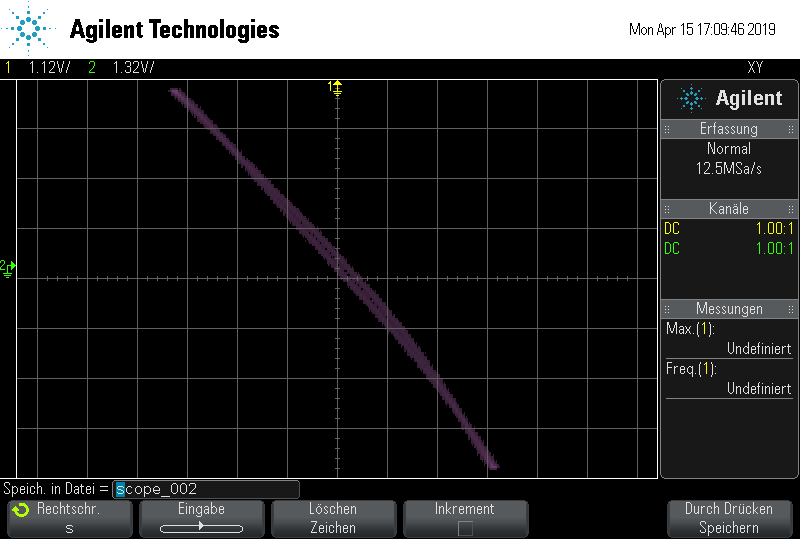 Agilent Technologies
Mon Apr 15 17:09:46 2019
1 1.12V/ 2 1.32V/ XY
1
2
Agilent
Erfassung
Normal
12.5MSa/s
Kanäle
DC 1.00:1
DC 1.00:1
Messungen
Max.(1):
Undefiniert
Freq.(1):
Undefiniert
Speich. in Datei = scope_002
Rechtschr.
s
Eingabe
Löschen
Zeichen
Inkrement
Durch Drücken
Speichern